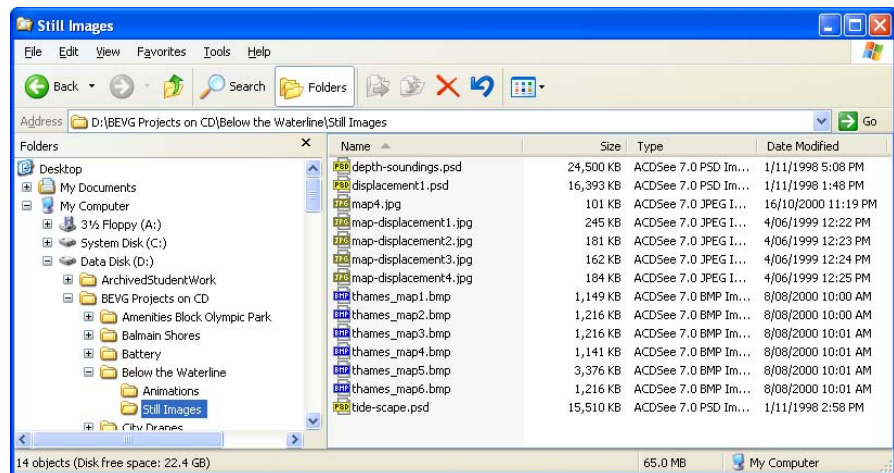 Still Images
File Edit View Favorites Tools Help
Back Search Folders
Address D:\BEVG Projects on CD\Below the Waterline\Still Images Go
Folders
Desktop
My Documents
My Computer
3½ Floppy (A:)
System Disk (C:)
Data Disk (D:)
ArchivedStudentWork
BEVG Projects on CD
Amenities Block Olympic Park
Balmain Shores
Battery
Below the Waterline
Animations
Still Images
City Drapes
Name Size Type Date Modified
PSD depth-soundings.psd 24,500 KB ACDSee 7.0 PSD Im... 1/11/1998 5:08 PM
PSD displacement1.psd 16,393 KB ACDSee 7.0 PSD Im... 1/11/1998 1:48 PM
JPG map4.jpg 101 KB ACDSee 7.0 JPEG I... 16/10/2000 11:19 PM
JPG map-displacement1.jpg 245 KB ACDSee 7.0 JPEG I... 4/06/1999 12:22 PM
JPG map-displacement2.jpg 181 KB ACDSee 7.0 JPEG I... 4/06/1999 12:23 PM
JPG map-displacement3.jpg 162 KB ACDSee 7.0 JPEG I... 4/06/1999 12:24 PM
JPG map-displacement4.jpg 184 KB ACDSee 7.0 JPEG I... 4/06/1999 12:25 PM
BMP thames_map1.bmp 1,149 KB ACDSee 7.0 BMP Im... 8/08/2000 10:00 AM
BMP thames_map2.bmp 1,216 KB ACDSee 7.0 BMP Im... 8/08/2000 10:00 AM
BMP thames_map3.bmp 1,216 KB ACDSee 7.0 BMP Im... 8/08/2000 10:01 AM
BMP thames_map4.bmp 1,141 KB ACDSee 7.0 BMP Im... 8/08/2000 10:01 AM
BMP thames_map5.bmp 3,376 KB ACDSee 7.0 BMP Im... 8/08/2000 10:01 AM
BMP thames_map6.bmp 1,216 KB ACDSee 7.0 BMP Im... 8/08/2000 10:01 AM
PSD tide-scape.psd 15,510 KB ACDSee 7.0 PSD Im... 1/11/1998 2:58 PM
14 objects (Disk free space: 22.4 GB) 65.0 MB My Computer